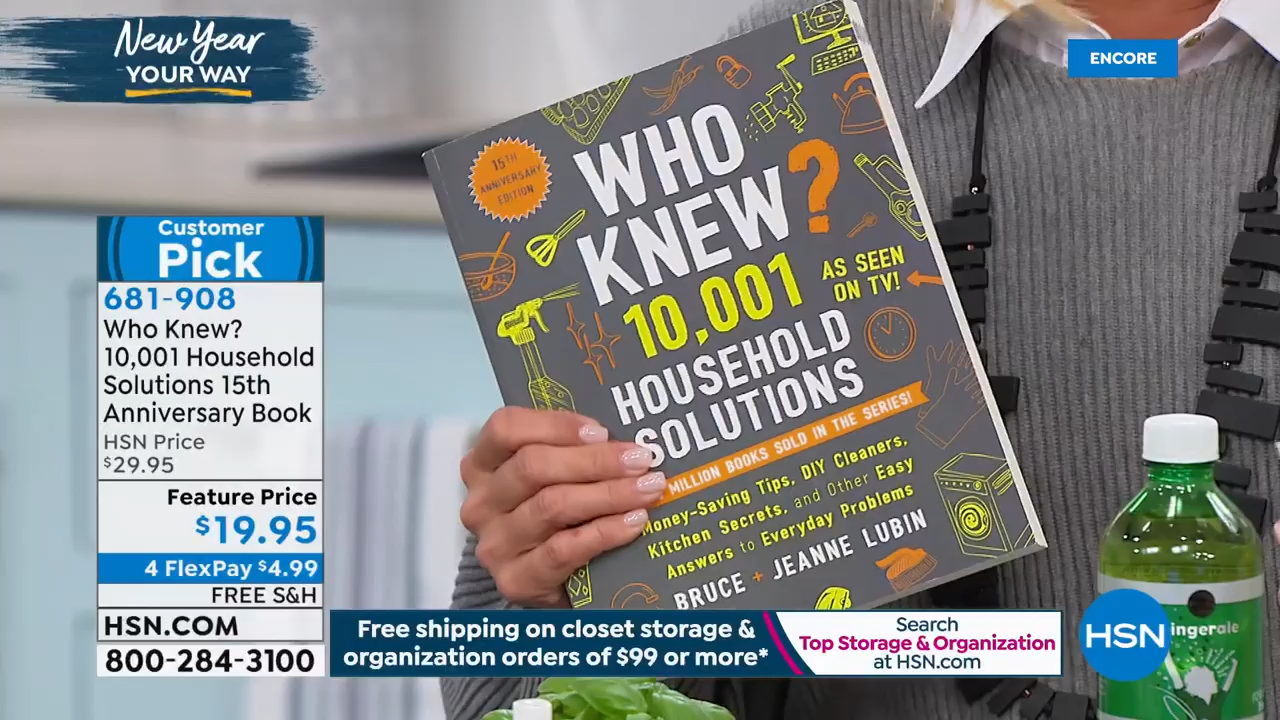 New Year
YOUR WAY
ENCORE
15TH
ANNIVERSARY
EDITION
WHO
KNEW?
10,001
AS SEEN
ON TV!
HOUSEHOLD
SOLUTIONS
MILLION BOOKS SOLD IN THE SERIES!
Money-Saving Tips, DIY Cleaners,
Kitchen Secrets, and Other Easy
Answers to Everyday Problems
BRUCE + JEANNE LUBIN
Customer
Pick
681-908
Who Knew?
10,001 Household
Solutions 15th
Anniversary Book
HSN Price
$29.95
Feature Price
$19.95
4 FlexPay $4.99
FREE S&H
HSN.COM
800-284-3100
Free shipping on closet storage &
organization orders of $99 or more*
Search
Top Storage & Organization
at HSN.com
HSN
ingerale